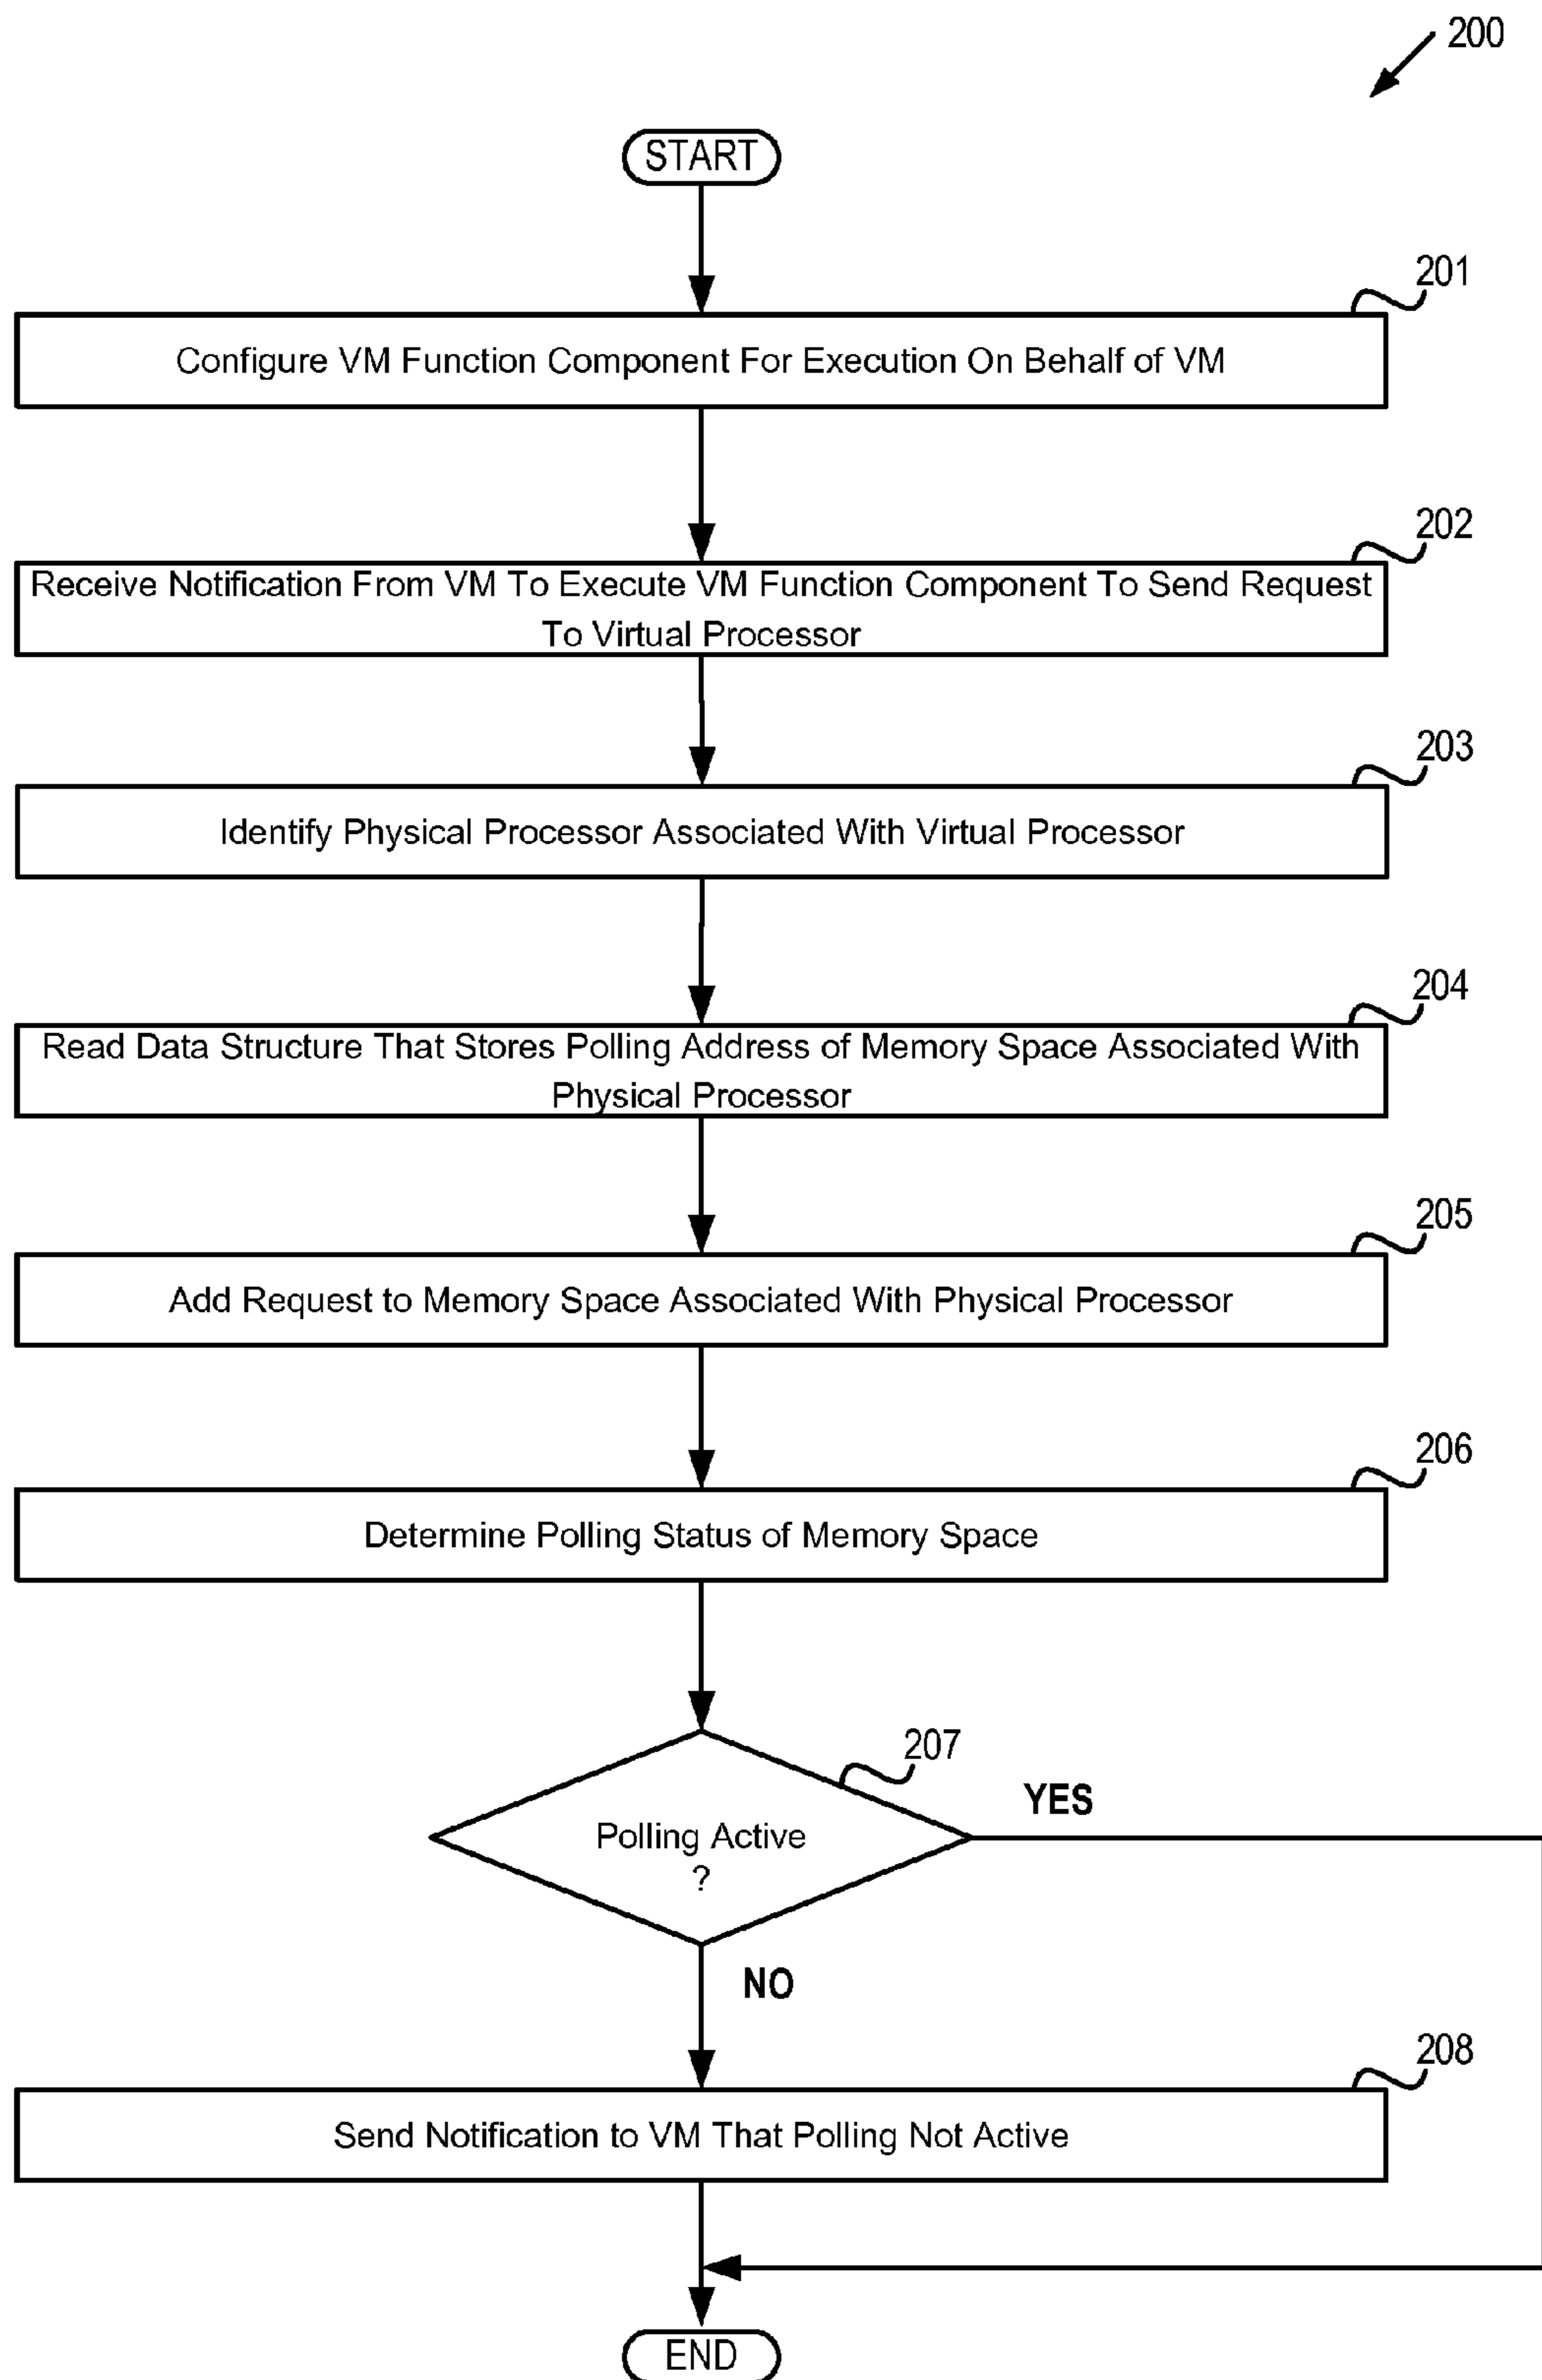 200
START
201
Configure VM Function Component For Execution On Behalf of VM
202
Receive Notification From VM To Execute VM Function Component To Send Request
To Virtual Processor
203
Identify Physical Processor Associated With Virtual Processor
204
Read Data Structure That Stores Polling Address of Memory Space Associated With
Physical Processor
205
Add Request to Memory Space Associated With Physical Processor
206
Determine Polling Status of Memory Space
207
YES
Polling Active
?
NO
208
Send Notification to VM That Polling Not Active
END